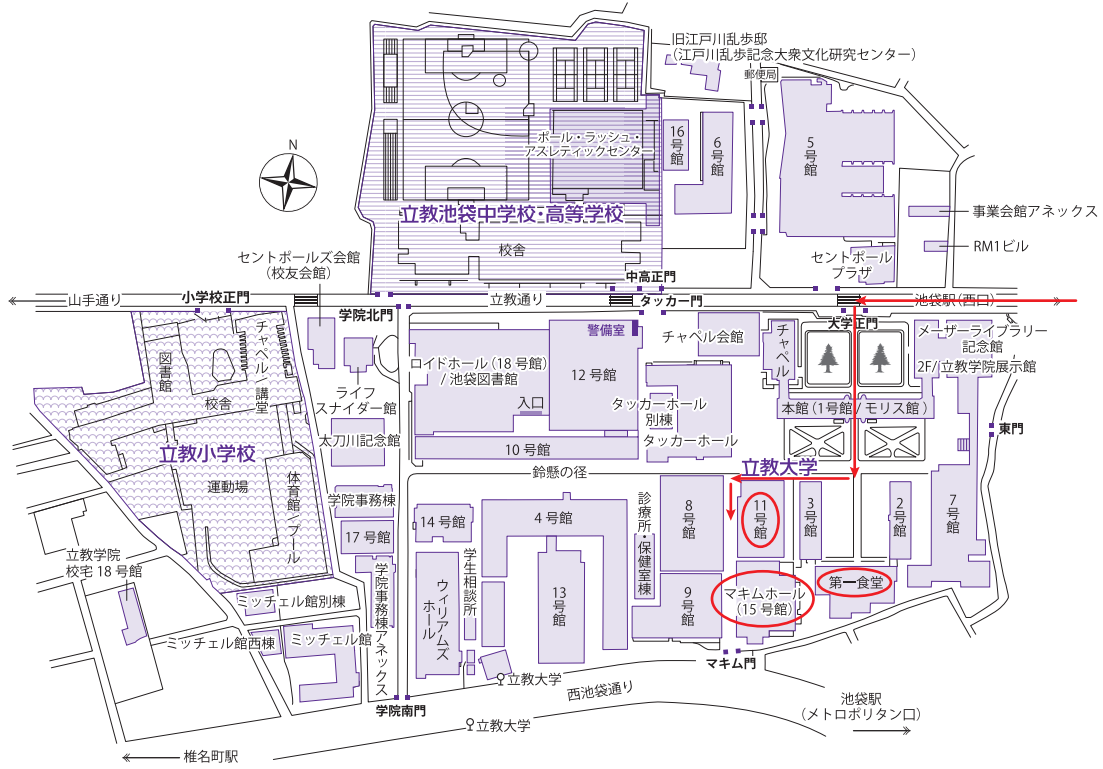 旧江戸川乱歩邸
（江戸川乱歩記念大衆文化研究センター）
郵便局
N
ポール・ラッシュ・
アスレティックセンター
16号館
6号館
5号館
立教池袋中学校・高等学校
校舎
事業会館アネックス
RM1ビル
セントポールズ会館
（校友会館）
セントポール
プラザ
中高正門
小学校正門
山手通り
立教通り
タッカー門
池袋駅（西口）
学院北門
大学正門
警備室
チャペル会館
チャペル
メーザーライブラリー
記念館
2F/立教学院展示館
図書館
チャペル/講堂
校舎
ライフ
スナイダー館
ロイドホール（18号館）
/ 池袋図書館
12号館
入口
タッカーホール
別棟
タッカーホール
本館（1号館/モリス館）
東門
太刀川記念館
10号館
立教小学校
運動場
体育館/プール
鈴懸の径
立教大学
学院事務棟
14号館
4号館
診療所・保健室棟
8号館
11号館
3号館
2号館
7号館
17号館
立教学院
校宅18号館
学院事務棟アネックス
ウィリアムズホール
学生相談所
13号館
9号館
マキムホール
（15号館）
第一食堂
ミッチェル館別棟
ミッチェル館西棟
ミッチェル館
マキム門
立教大学
西池袋通り
学院南門
立教大学
池袋駅
（メトロポリタン口）
椎名町駅